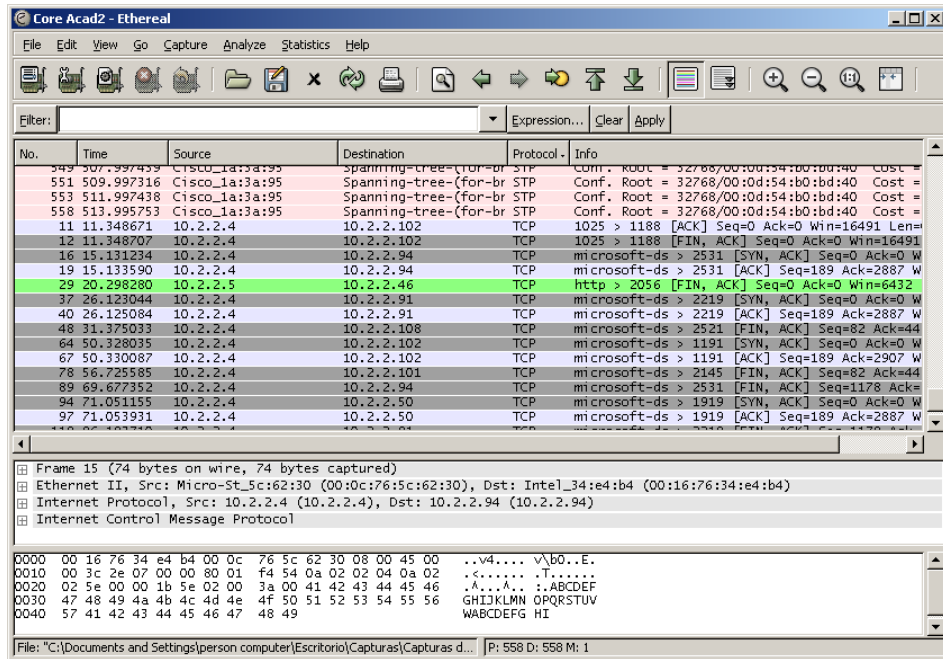 Core Acad2 - Ethereal
File Edit View Go Capture Analyze Statistics Help
Filter: Expression... Clear Apply
No. Time Source Destination Protocol Info
549 507.997439 Cisco_1a:3a:95 Spanning-tree-(for-br STP Conf. Root = 32768/00:0d:54:b0:bd:40 Cost =
551 509.997316 Cisco_1a:3a:95 Spanning-tree-(for-br STP Conf. Root = 32768/00:0d:54:b0:bd:40 Cost =
553 511.997438 Cisco_1a:3a:95 Spanning-tree-(for-br STP Conf. Root = 32768/00:0d:54:b0:bd:40 Cost =
558 513.995753 Cisco_1a:3a:95 Spanning-tree-(for-br STP Conf. Root = 32768/00:0d:54:b0:bd:40 Cost =
11 11.348671 10.2.2.4 10.2.2.102 TCP 1025 > 1188 [ACK] Seq=0 Ack=0 Win=16491 Len=
12 11.348707 10.2.2.4 10.2.2.102 TCP 1025 > 1188 [FIN, ACK] Seq=0 Ack=0 Win=16491
16 15.131234 10.2.2.4 10.2.2.94 TCP microsoft-ds > 2531 [SYN, ACK] Seq=0 Ack=0 W
19 15.133590 10.2.2.4 10.2.2.94 TCP microsoft-ds > 2531 [ACK] Seq=189 Ack=2887 W
29 20.298280 10.2.2.5 10.2.2.46 TCP http > 2056 [FIN, ACK] Seq=0 Ack=0 Win=6432
37 26.123044 10.2.2.4 10.2.2.91 TCP microsoft-ds > 2219 [SYN, ACK] Seq=0 Ack=0 W
40 26.125084 10.2.2.4 10.2.2.91 TCP microsoft-ds > 2219 [ACK] Seq=189 Ack=2887 W
48 31.375033 10.2.2.4 10.2.2.108 TCP microsoft-ds > 2521 [FIN, ACK] Seq=82 Ack=44
64 50.328035 10.2.2.4 10.2.2.102 TCP microsoft-ds > 1191 [SYN, ACK] Seq=0 Ack=0 W
67 50.330087 10.2.2.4 10.2.2.102 TCP microsoft-ds > 1191 [ACK] Seq=189 Ack=2907 W
78 56.725585 10.2.2.4 10.2.2.101 TCP microsoft-ds > 2145 [FIN, ACK] Seq=82 Ack=44
89 69.677352 10.2.2.4 10.2.2.94 TCP microsoft-ds > 2531 [FIN, ACK] Seq=1178 Ack=
94 71.051155 10.2.2.4 10.2.2.50 TCP microsoft-ds > 1919 [SYN, ACK] Seq=0 Ack=0 W
97 71.053931 10.2.2.4 10.2.2.50 TCP microsoft-ds > 1919 [ACK] Seq=189 Ack=2887 W
Frame 15 (74 bytes on wire, 74 bytes captured)
Ethernet II, Src: Micro-St_5c:62:30 (00:0c:76:5c:62:30), Dst: Intel_34:e4:b4 (00:16:76:34:e4:b4)
Internet Protocol, Src: 10.2.2.4 (10.2.2.4), Dst: 10.2.2.94 (10.2.2.94)
Internet Control Message Protocol
0000 00 16 76 34 e4 b4 00 0c 76 5c 62 30 08 00 45 00 ..v4.... v\b0..E.
0010 00 3c 2e 07 00 00 80 01 f4 54 0a 02 02 04 0a 02 .<...... .T......
0020 02 5e 00 00 1b 5e 02 00 3a 00 41 42 43 44 45 46 .^...^.. :.ABCDEF
0030 47 48 49 4a 4b 4c 4d 4e 4f 50 51 52 53 54 55 56 GHIJKLMN OPQRSTUV
0040 57 41 42 43 44 45 46 47 48 49 WABCDEFG HI
File: "C:\Documents and Settings\person computer\Escritorio\Capturas\Capturas d... P: 558 D: 558 M: 1